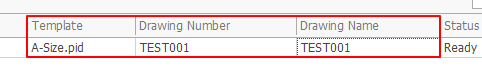 Template Drawing Number Drawing Name Status
A-Size.pid TEST001 TEST001 Ready